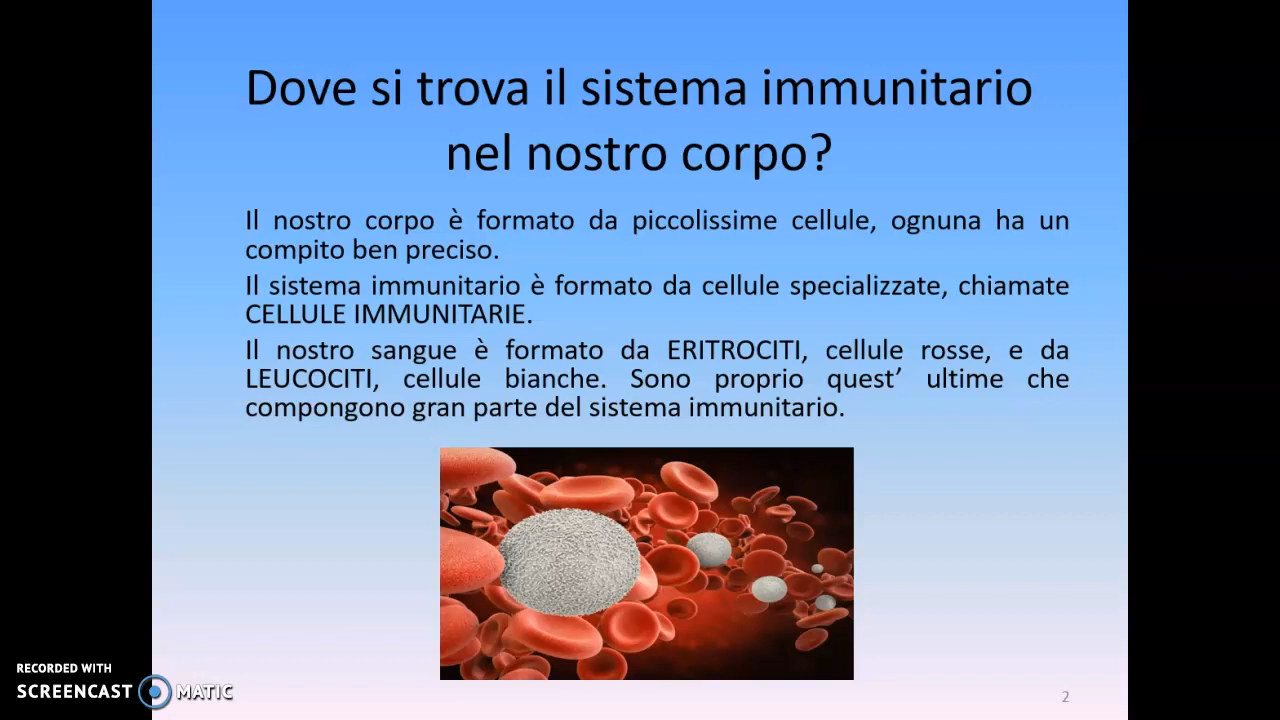 Dove si trova il sistema immunitario
nel nostro corpo?
Il nostro corpo è formato da piccolissime cellule, ognuna ha un
compito ben preciso.
Il sistema immunitario è formato da cellule specializzate, chiamate
CELLULE IMMUNITARIE.
Il nostro sangue è formato da ERITROCITI, cellule rosse, e da
LEUCOCITI, cellule bianche. Sono proprio quest’ ultime che
compongono gran parte del sistema immunitario.
RECORDED WITH
SCREENCAST MATIC
2